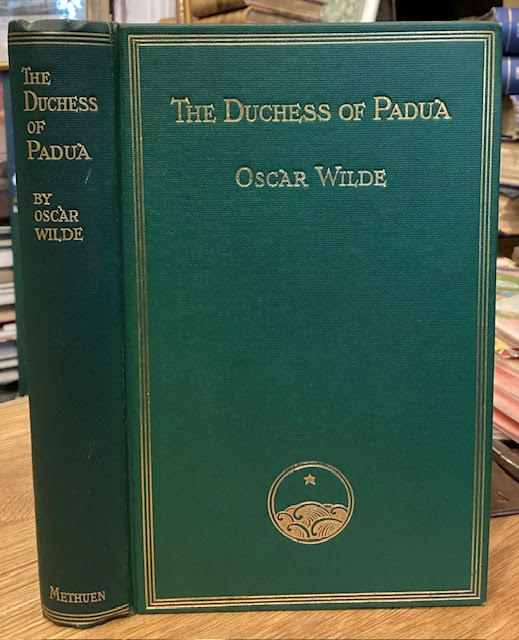 The
Duchess
of
Padua
by
Oscar
Wilde
Methuen
The Duchess of Padua
Oscar Wilde